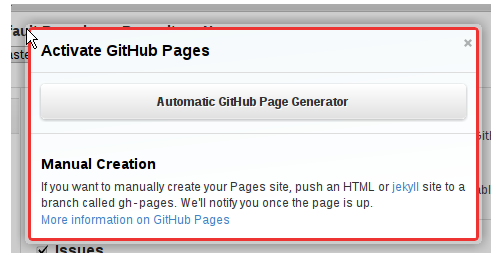 Activate GitHub Pages
Automatic GitHub Page Generator
Manual Creation
If you want to manually create your Pages site, push an HTML or jekyll site to a
branch called gh-pages. We'll notify you once the page is up.
More information on GitHub Pages
Issues